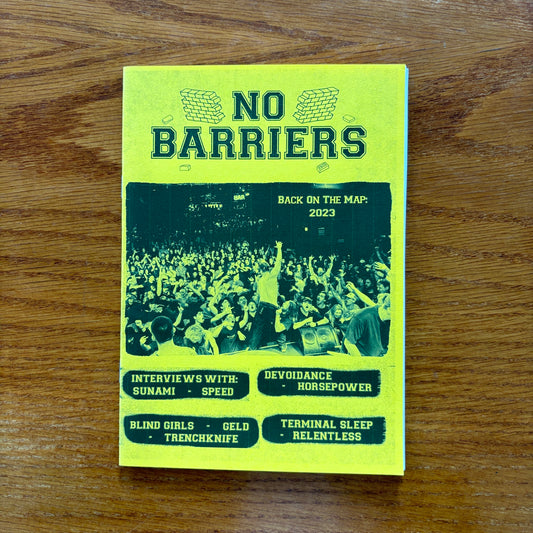 NO
BARRIERS
BACK ON THE MAP:
2023
INTERVIEWS WITH:
SUNAMI - SPEED
DEVOIDANCE
- HORSEPOWER
BLIND GIRLS - GELD
- TRENCHKNIFE
TERMINAL SLEEP
- RELENTLESS